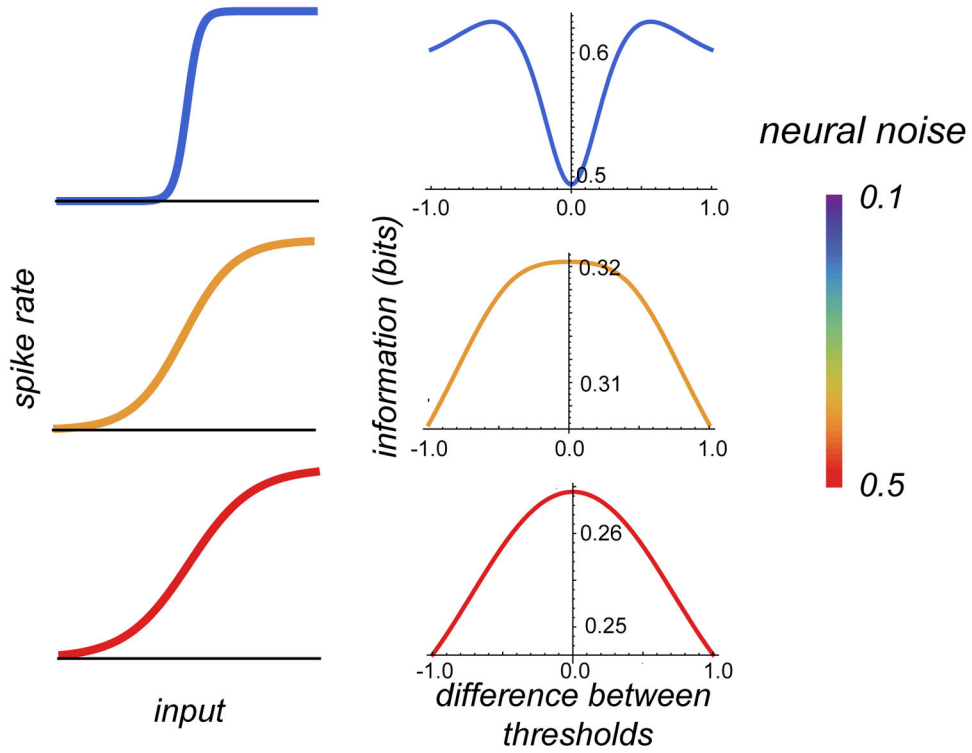 spike rate
input
information (bits)
0.6
0.5
-1.0
0.0
1.0
0.32
0.31
-1.0
0.0
1.0
0.26
0.25
-1.0
0.0
1.0
difference between
thresholds
neural noise
0.1
0.5